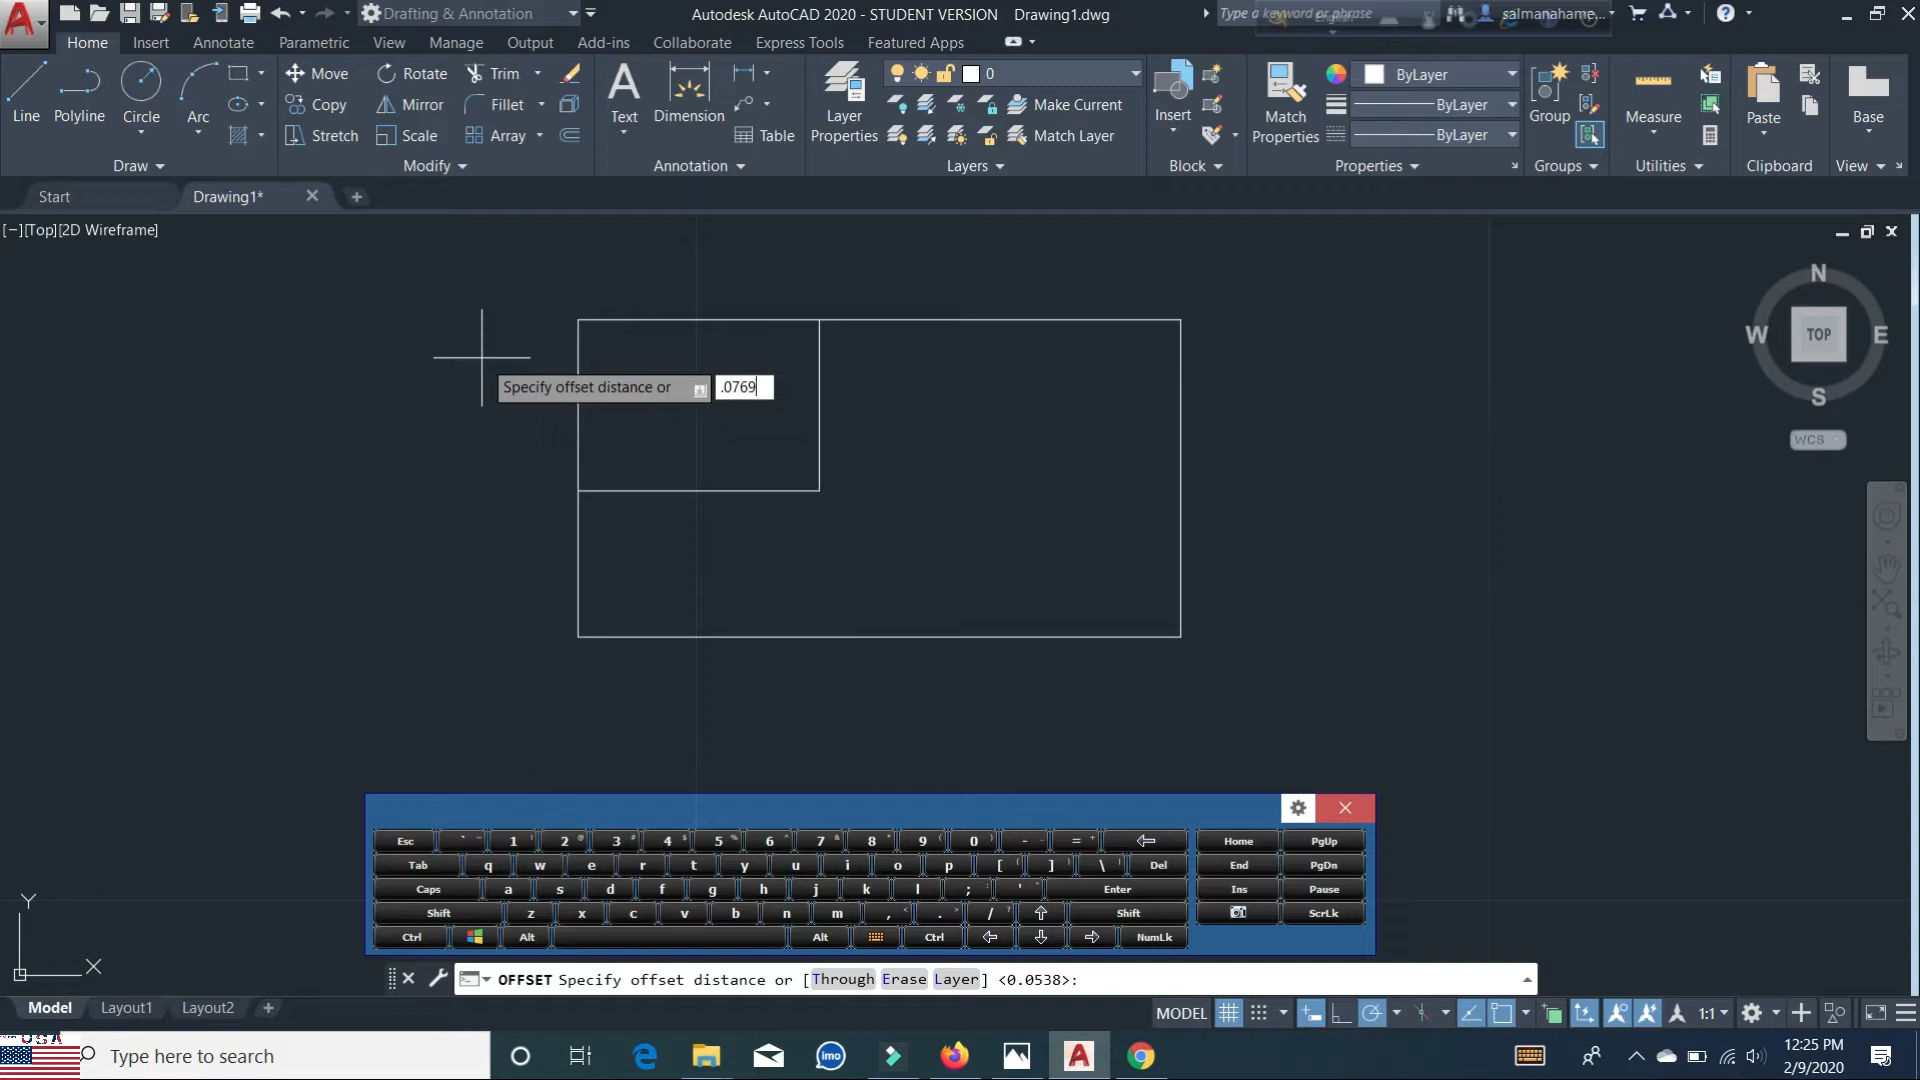 Drafting & Annotation
Autodesk AutoCAD 2020 - STUDENT VERSION Drawing1.dwg
Type a keyword or phrase
salmanahame...
Home Insert Annotate Parametric View Manage Output Add-ins Collaborate Express Tools Featured Apps
Line Polyline Circle Arc
Move Rotate Trim
Copy Mirror Fillet
Stretch Scale Array
Text Dimension Table
Layer Properties
0
Make Current
Match Layer
Insert
Match Properties
ByLayer
ByLayer
ByLayer
Group Measure Paste Base
Draw Modify Annotation Layers Block Properties Groups Utilities Clipboard View
Start Drawing1*
[−][Top][2D Wireframe]
N
W TOP E
S
WCS
Specify offset distance or .0769
Esc ` ~ 1 ! 2 @ 3 # 4 $ 5 % 6 ^ 7 & 8 * 9 ( 0 ) - = + Home PgUp
Tab q w e r t y u i o p [ { ] } \ | Del End PgDn
Caps a s d f g h j k l ; : ' " Enter Ins Pause
Shift z x c v b n m , < . > / ? Shift ScrLk
Ctrl Alt Alt Ctrl NumLk
Y
X
OFFSET Specify offset distance or [Through Erase Layer] <0.0538>:
Model Layout1 Layout2 +
MODEL 1:1
USA
Type here to search
imo
12:25 PM
2/9/2020